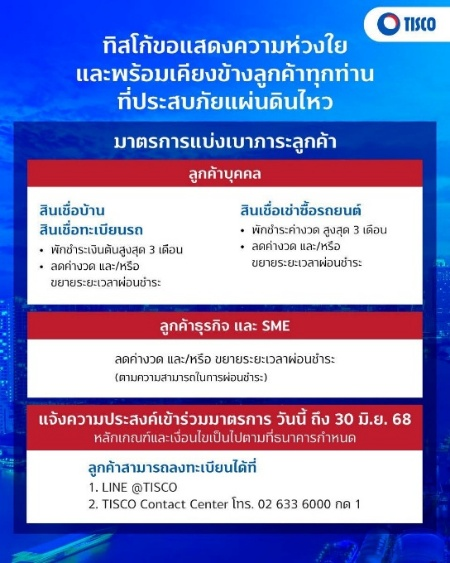 TISCO
ทิสโก้ขอแสดงความห่วงใย
และพร้อมเคียงข้างลูกค้าทุกท่าน
ที่ประสบภัยแผ่นดินไหว
มาตรการแบ่งเบาภาระลูกค้า
ลูกค้าบุคคล
สินเชื่อบ้าน
สินเชื่อทะเบียนรถ
• พักชำระเงินต้นสูงสุด 3 เดือน
• ลดค่างวด และ/หรือ
ขยายระยะเวลาผ่อนชำระ
สินเชื่อเช่าซื้อรถยนต์
• พักชำระค่างวด สูงสุด 3 เดือน
• ลดค่างวด และ/หรือ
ขยายระยะเวลาผ่อนชำระ
ลูกค้าธุรกิจ และ SME
ลดค่างวด และ/หรือ ขยายระยะเวลาผ่อนชำระ
(ตามความสามารถในการผ่อนชำระ)
แจ้งความประสงค์เข้าร่วมมาตรการ วันนี้ ถึง 30 มิ.ย. 68
หลักเกณฑ์และเงื่อนไขเป็นไปตามที่ธนาคารกำหนด
ลูกค้าสามารถลงทะเบียนได้ที่
1. LINE @TISCO
2. TISCO Contact Center โทร. 02 633 6000 กด 1